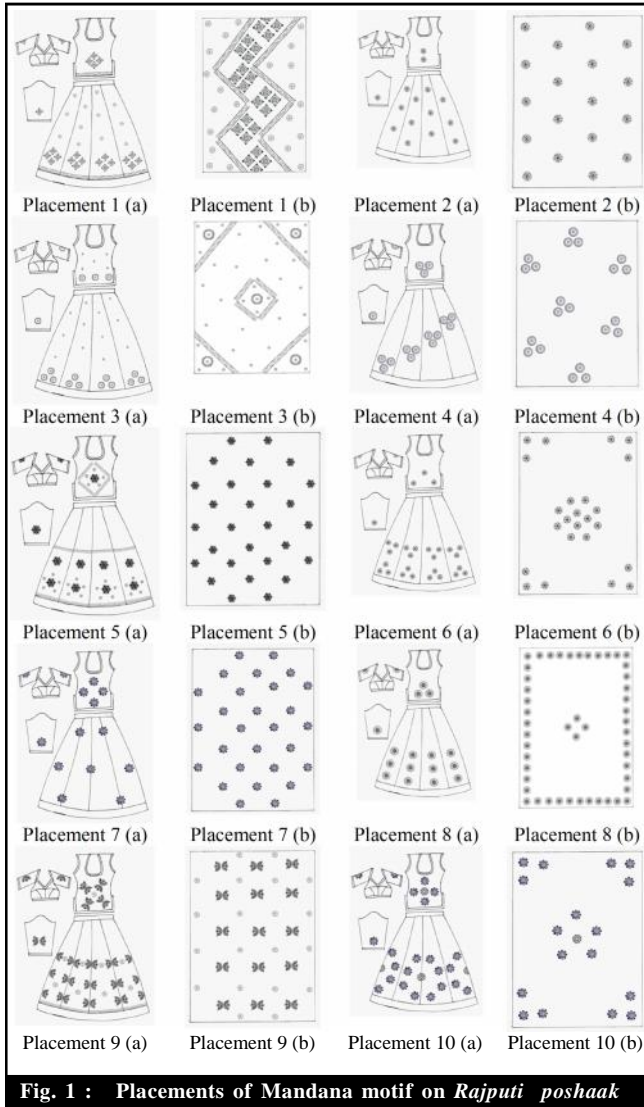 Placement 1 (a) Placement 1 (b) Placement 2 (a) Placement 2 (b)
Placement 3 (a) Placement 3 (b) Placement 4 (a) Placement 4 (b)
Placement 5 (a) Placement 5 (b) Placement 6 (a) Placement 6 (b)
Placement 7 (a) Placement 7 (b) Placement 8 (a) Placement 8 (b)
Placement 9 (a) Placement 9 (b) Placement 10 (a) Placement 10 (b)
Fig. 1 : Placements of Mandana motif on Rajputi poshaak